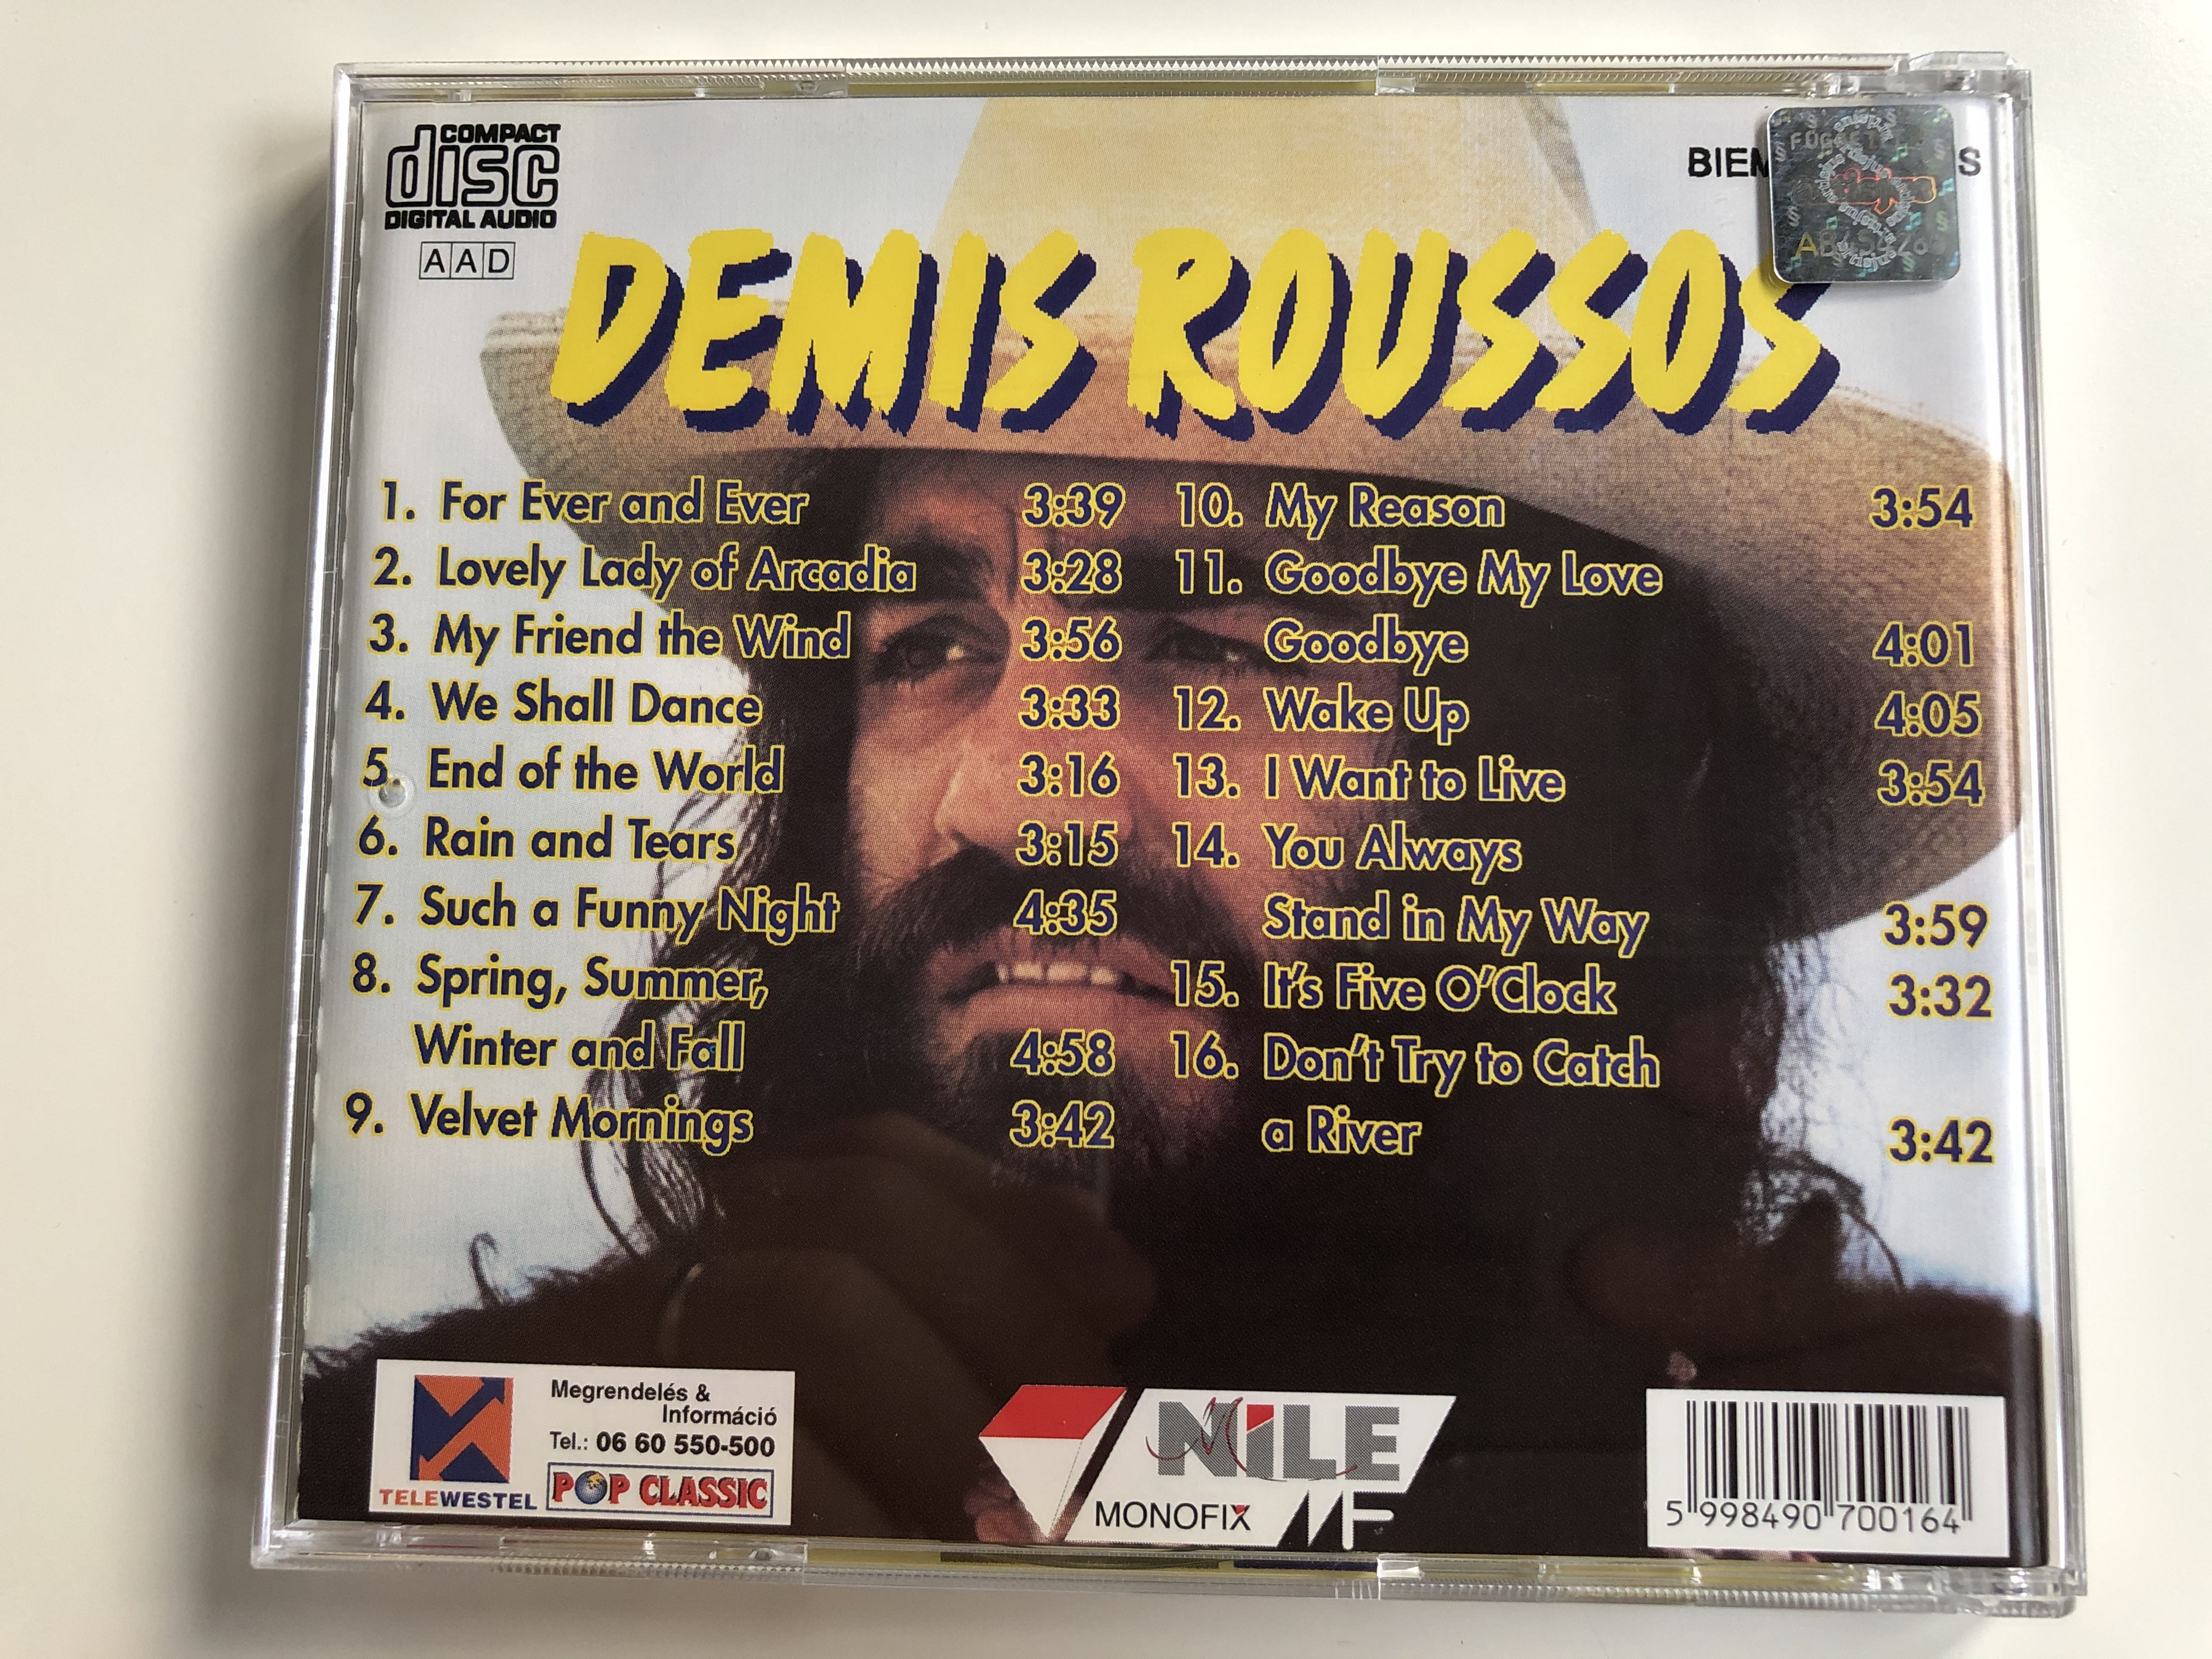 COMPACT
disc
DIGITAL AUDIO
AAD
BIEM
S
DEMIS ROUSSOS
1. For Ever and Ever 3:39
2. Lovely Lady of Arcadia 3:28
3. My Friend the Wind 3:56
4. We Shall Dance 3:33
5. End of the World 3:16
6. Rain and Tears 3:15
7. Such a Funny Night 4:35
8. Spring, Summer,
Winter and Fall 4:58
9. Velvet Mornings 3:42
10. My Reason 3:54
11. Goodbye My Love
Goodbye 4:01
12. Wake Up 4:05
13. I Want to Live 3:54
14. You Always
Stand in My Way 3:59
15. It's Five O'Clock 3:32
16. Don't Try to Catch
a River 3:42
Megrendelés &
Információ
Tel.: 06 60 550-500
TELEWESTEL
POP CLASSIC
NILE
MONOFIX
MF
5 998490 700164